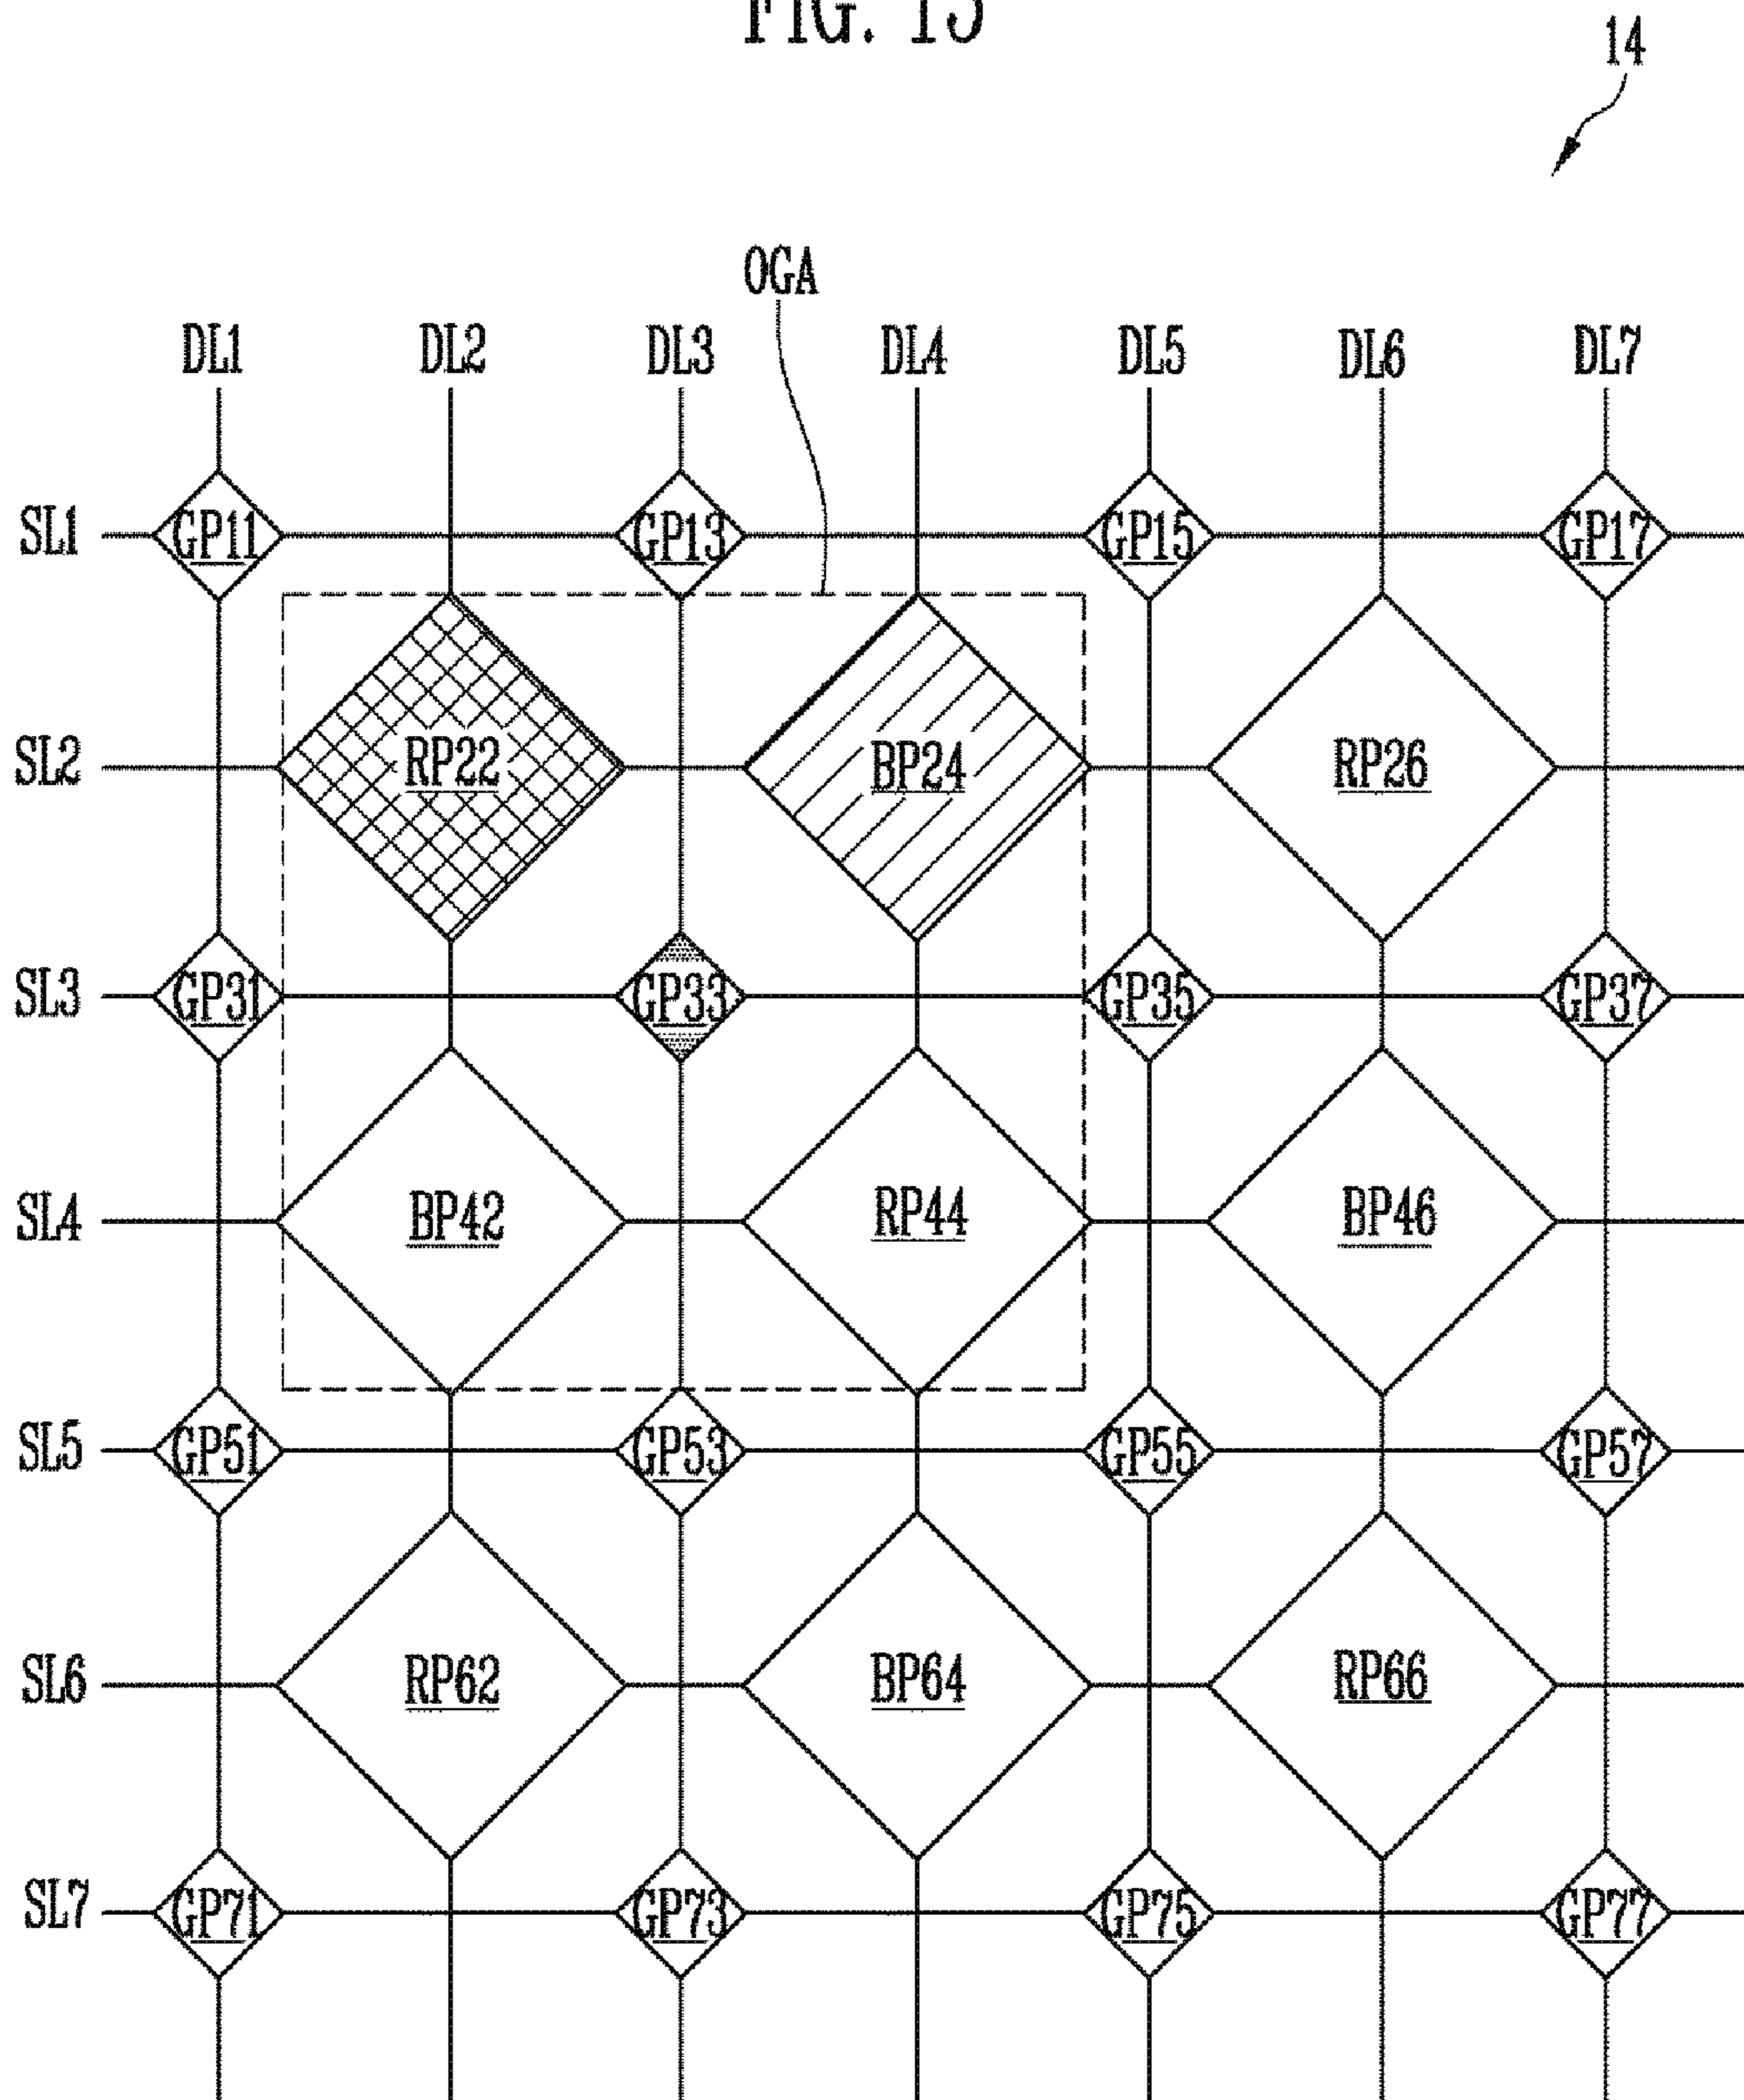 FIG. 13
14
OGA
DL1 DL2 DL3 DL4 DL5 DL6 DL7
SL1 GP11 GP13 GP15 GP17
SL2 RP22 BP24 RP26
SL3 GP31 GP33 GP35 GP37
SL4 BP42 RP44 BP46
SL5 GP51 GP53 GP55 GP57
SL6 RP62 BP64 RP66
SL7 GP71 GP73 GP75 GP77